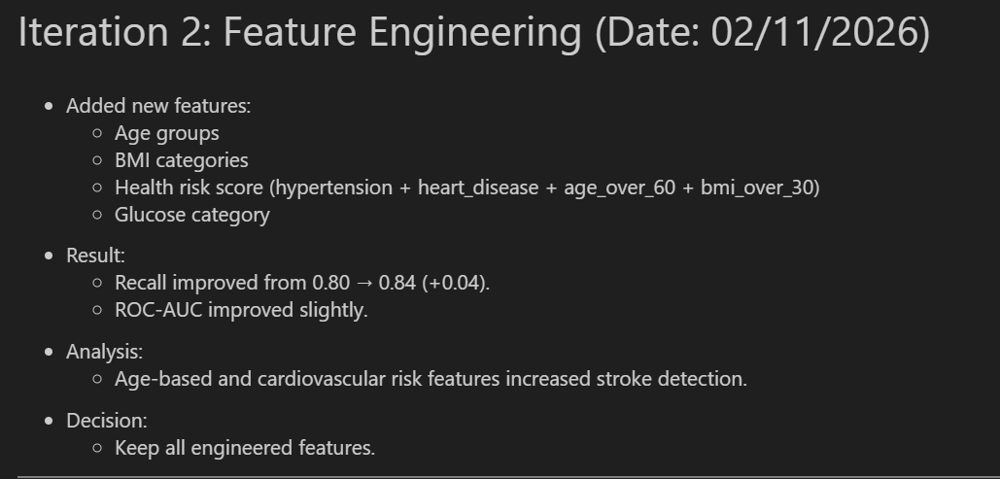 Iteration 2: Feature Engineering (Date: 02/11/2026)
Added new features:
Age groups
BMI categories
Health risk score (hypertension + heart_disease + age_over_60 + bmi_over_30)
Glucose category
Result:
Recall improved from 0.80 → 0.84 (+0.04).
ROC-AUC improved slightly.
Analysis:
Age-based and cardiovascular risk features increased stroke detection.
Decision:
Keep all engineered features.